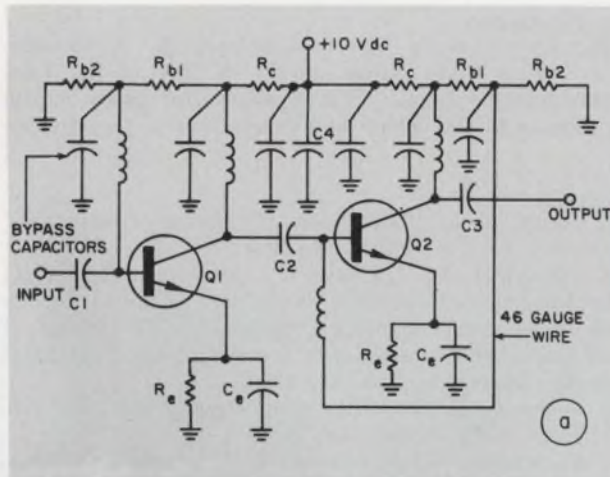 +10 V dc
Rb2 Rb1 Rc Rc Rb1 Rb2
C4
BYPASS
CAPACITORS
INPUT
C1
Q1
C2
Q2
C3
OUTPUT
46 GAUGE
WIRE
Re Ce
Re Ce
a